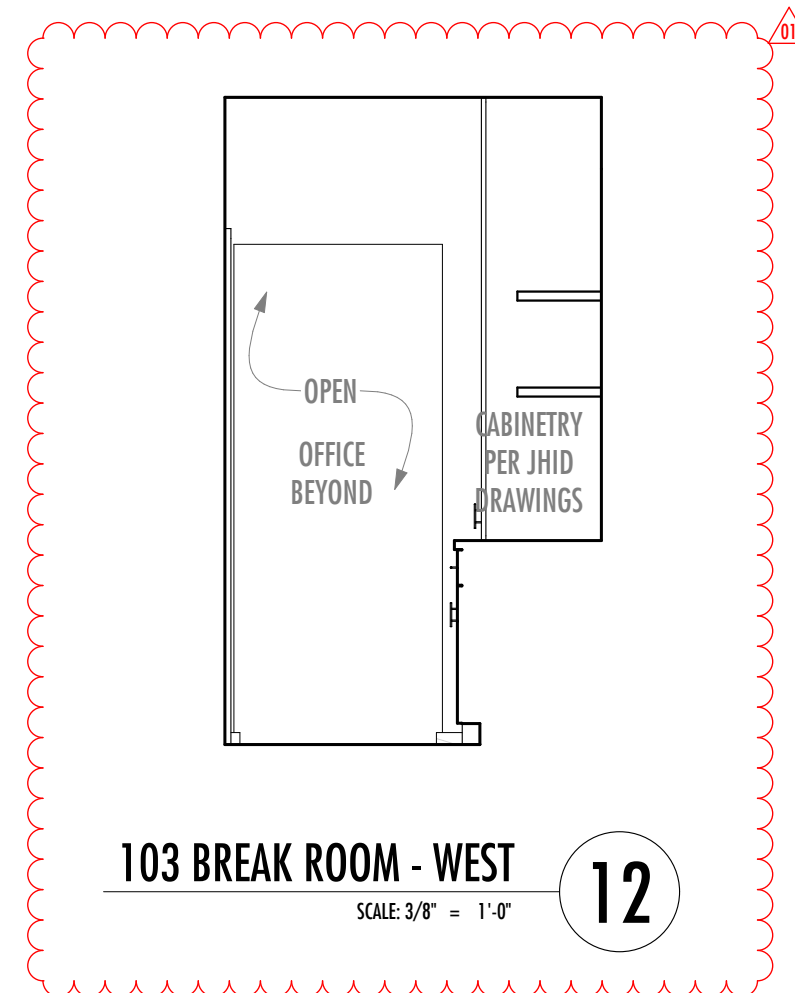 01
OPEN
OFFICE
BEYOND
CABINETRY
PER JHID
DRAWINGS
103 BREAK ROOM - WEST
SCALE: 3/8" = 1'-0"
12